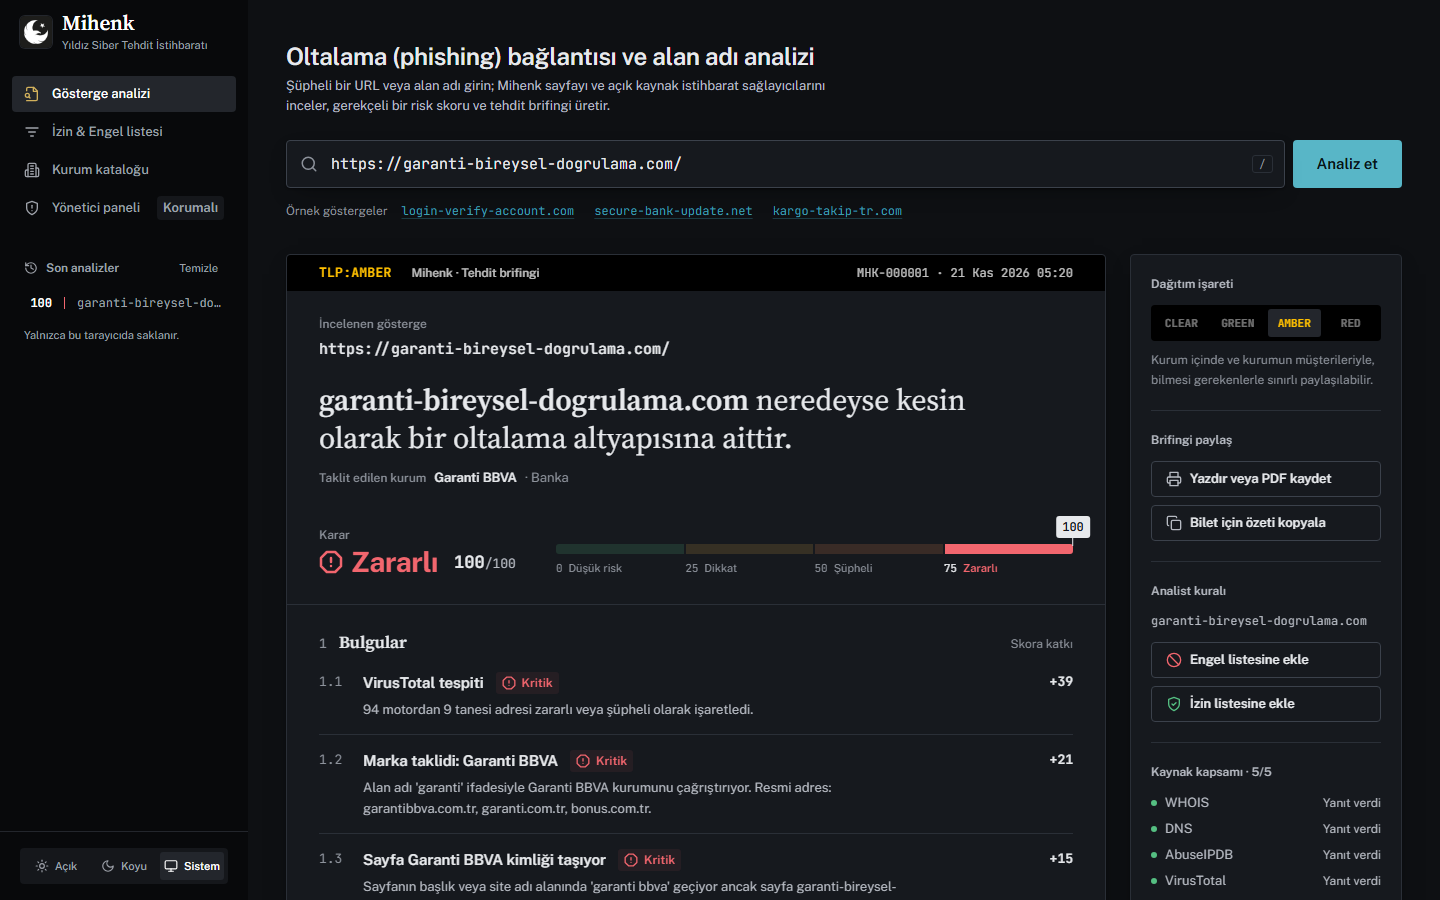 Mihenk
Yıldız Siber Tehdit İstihbaratı
Gösterge analizi
İzin & Engel listesi
Kurum kataloğu
Yönetici paneli Korumalı
Son analizler Temizle
100 garanti-bireysel-do…
Yalnızca bu tarayıcıda saklanır.
Açık Koyu Sistem
Oltalama (phishing) bağlantısı ve alan adı analizi
Şüpheli bir URL veya alan adı girin; Mihenk sayfayı ve açık kaynak istihbarat sağlayıcılarını
inceler, gerekçeli bir risk skoru ve tehdit brifingi üretir.
https://garanti-bireysel-dogrulama.com/ /
Analiz et
Örnek göstergeler login-verify-account.com secure-bank-update.net kargo-takip-tr.com
TLP:AMBER Mihenk · Tehdit brifingi MHK-000001 · 21 Kas 2026 05:20
İncelenen gösterge
https://garanti-bireysel-dogrulama.com/
garanti-bireysel-dogrulama.com neredeyse kesin
olarak bir oltalama altyapısına aittir.
Taklit edilen kurum Garanti BBVA · Banka
Karar
Zararlı 100/100
100
0 Düşük risk 25 Dikkat 50 Şüpheli 75 Zararlı
1 Bulgular Skora katkı
1.1 VirusTotal tespiti Kritik +39
94 motordan 9 tanesi adresi zararlı veya şüpheli olarak işaretledi.
1.2 Marka taklidi: Garanti BBVA Kritik +21
Alan adı 'garanti' ifadesiyle Garanti BBVA kurumunu çağrıştırıyor. Resmi adres:
garantibbva.com.tr, garanti.com.tr, bonus.com.tr.
1.3 Sayfa Garanti BBVA kimliği taşıyor Kritik +15
Sayfanın başlık veya site adı alanında 'garanti bbva' geçiyor ancak sayfa garanti-bireysel-
Dağıtım işareti
CLEAR GREEN AMBER RED
Kurum içinde ve kurumun müşterileriyle,
bilmesi gerekenlerle sınırlı paylaşılabilir.
Brifingi paylaş
Yazdır veya PDF kaydet
Bilet için özeti kopyala
Analist kuralı
garanti-bireysel-dogrulama.com
Engel listesine ekle
İzin listesine ekle
Kaynak kapsamı · 5/5
WHOIS Yanıt verdi
DNS Yanıt verdi
AbuseIPDB Yanıt verdi
VirusTotal Yanıt verdi